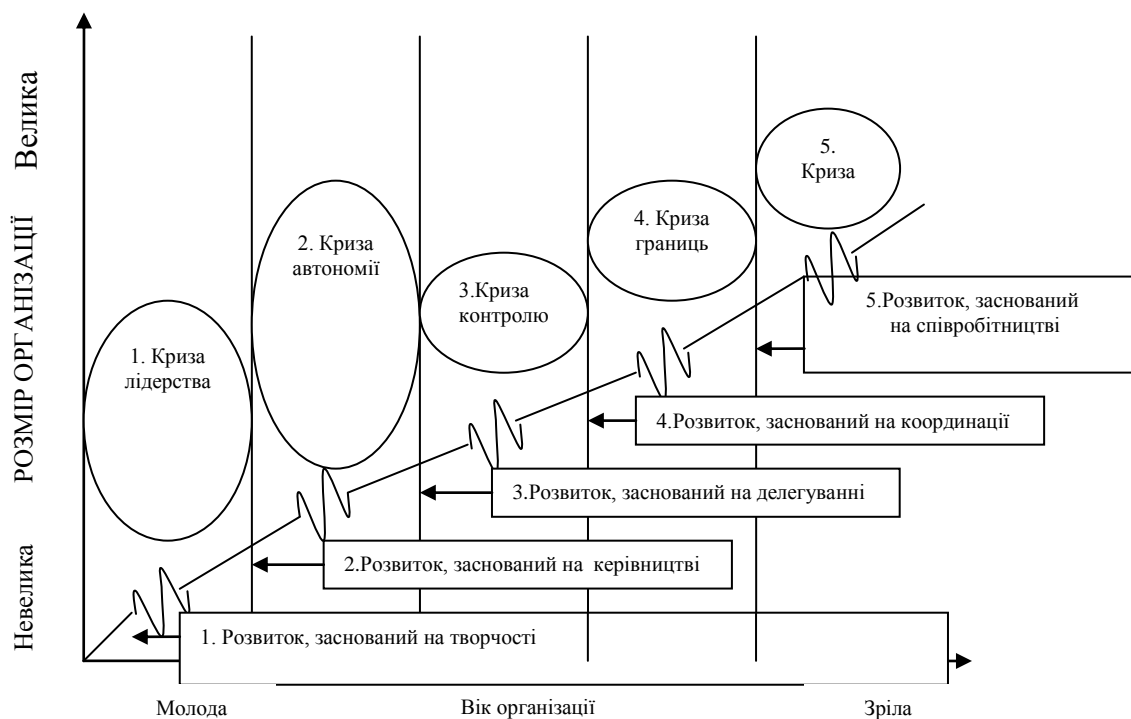 Велика
РОЗМІР ОРГАНІЗАЦІЇ
Невелика
1. Криза
лідерства
2. Криза
автономії
3.Криза
контролю
4. Криза
границь
5.
Криза
5.Розвиток, заснований
на співробітництві
4.Розвиток, заснований на координації
3.Розвиток, заснований на делегуванні
2.Розвиток, заснований на керівництві
1. Розвиток, заснований на творчості
Молода
Вік організації
Зріла